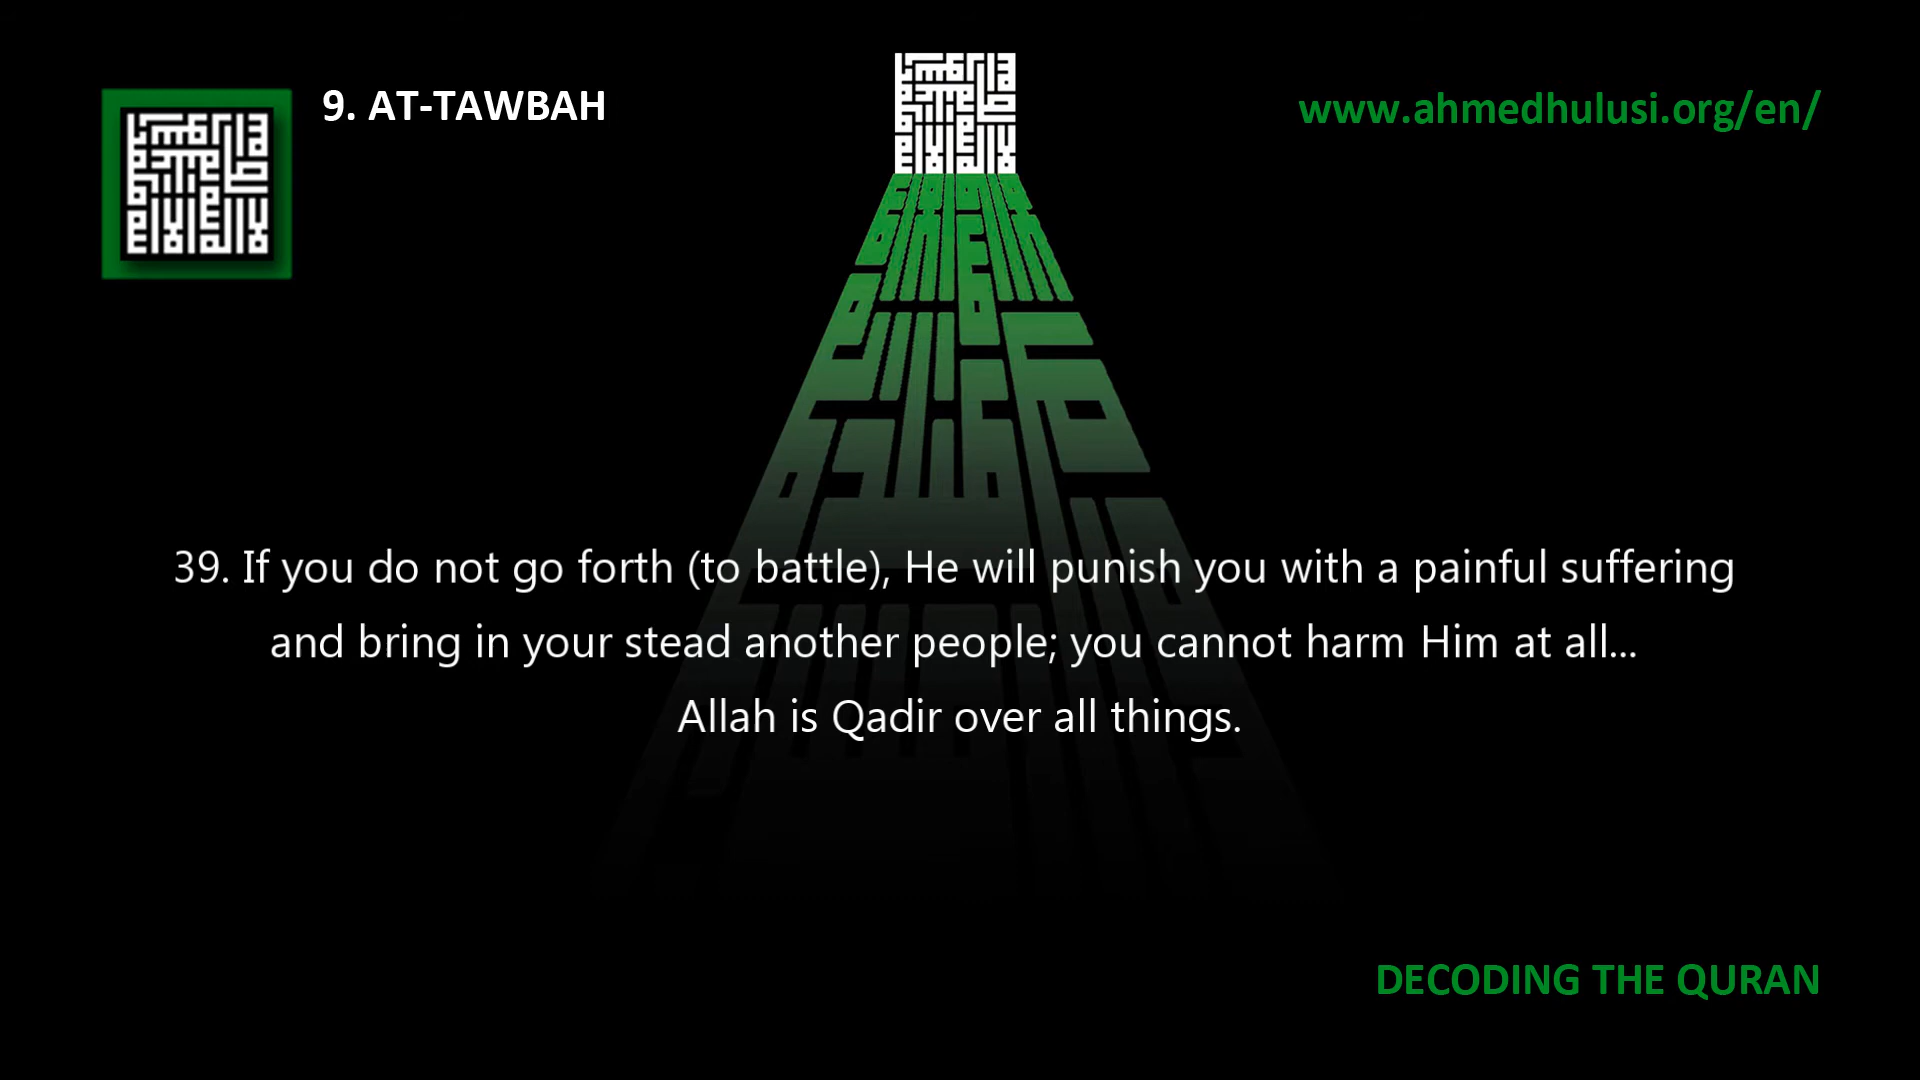 9. AT-TAWBAH
www.ahmedhulusi.org/en/
39. If you do not go forth (to battle), He will punish you with a painful suffering
and bring in your stead another people; you cannot harm Him at all...
Allah is Qadir over all things.
DECODING THE QURAN